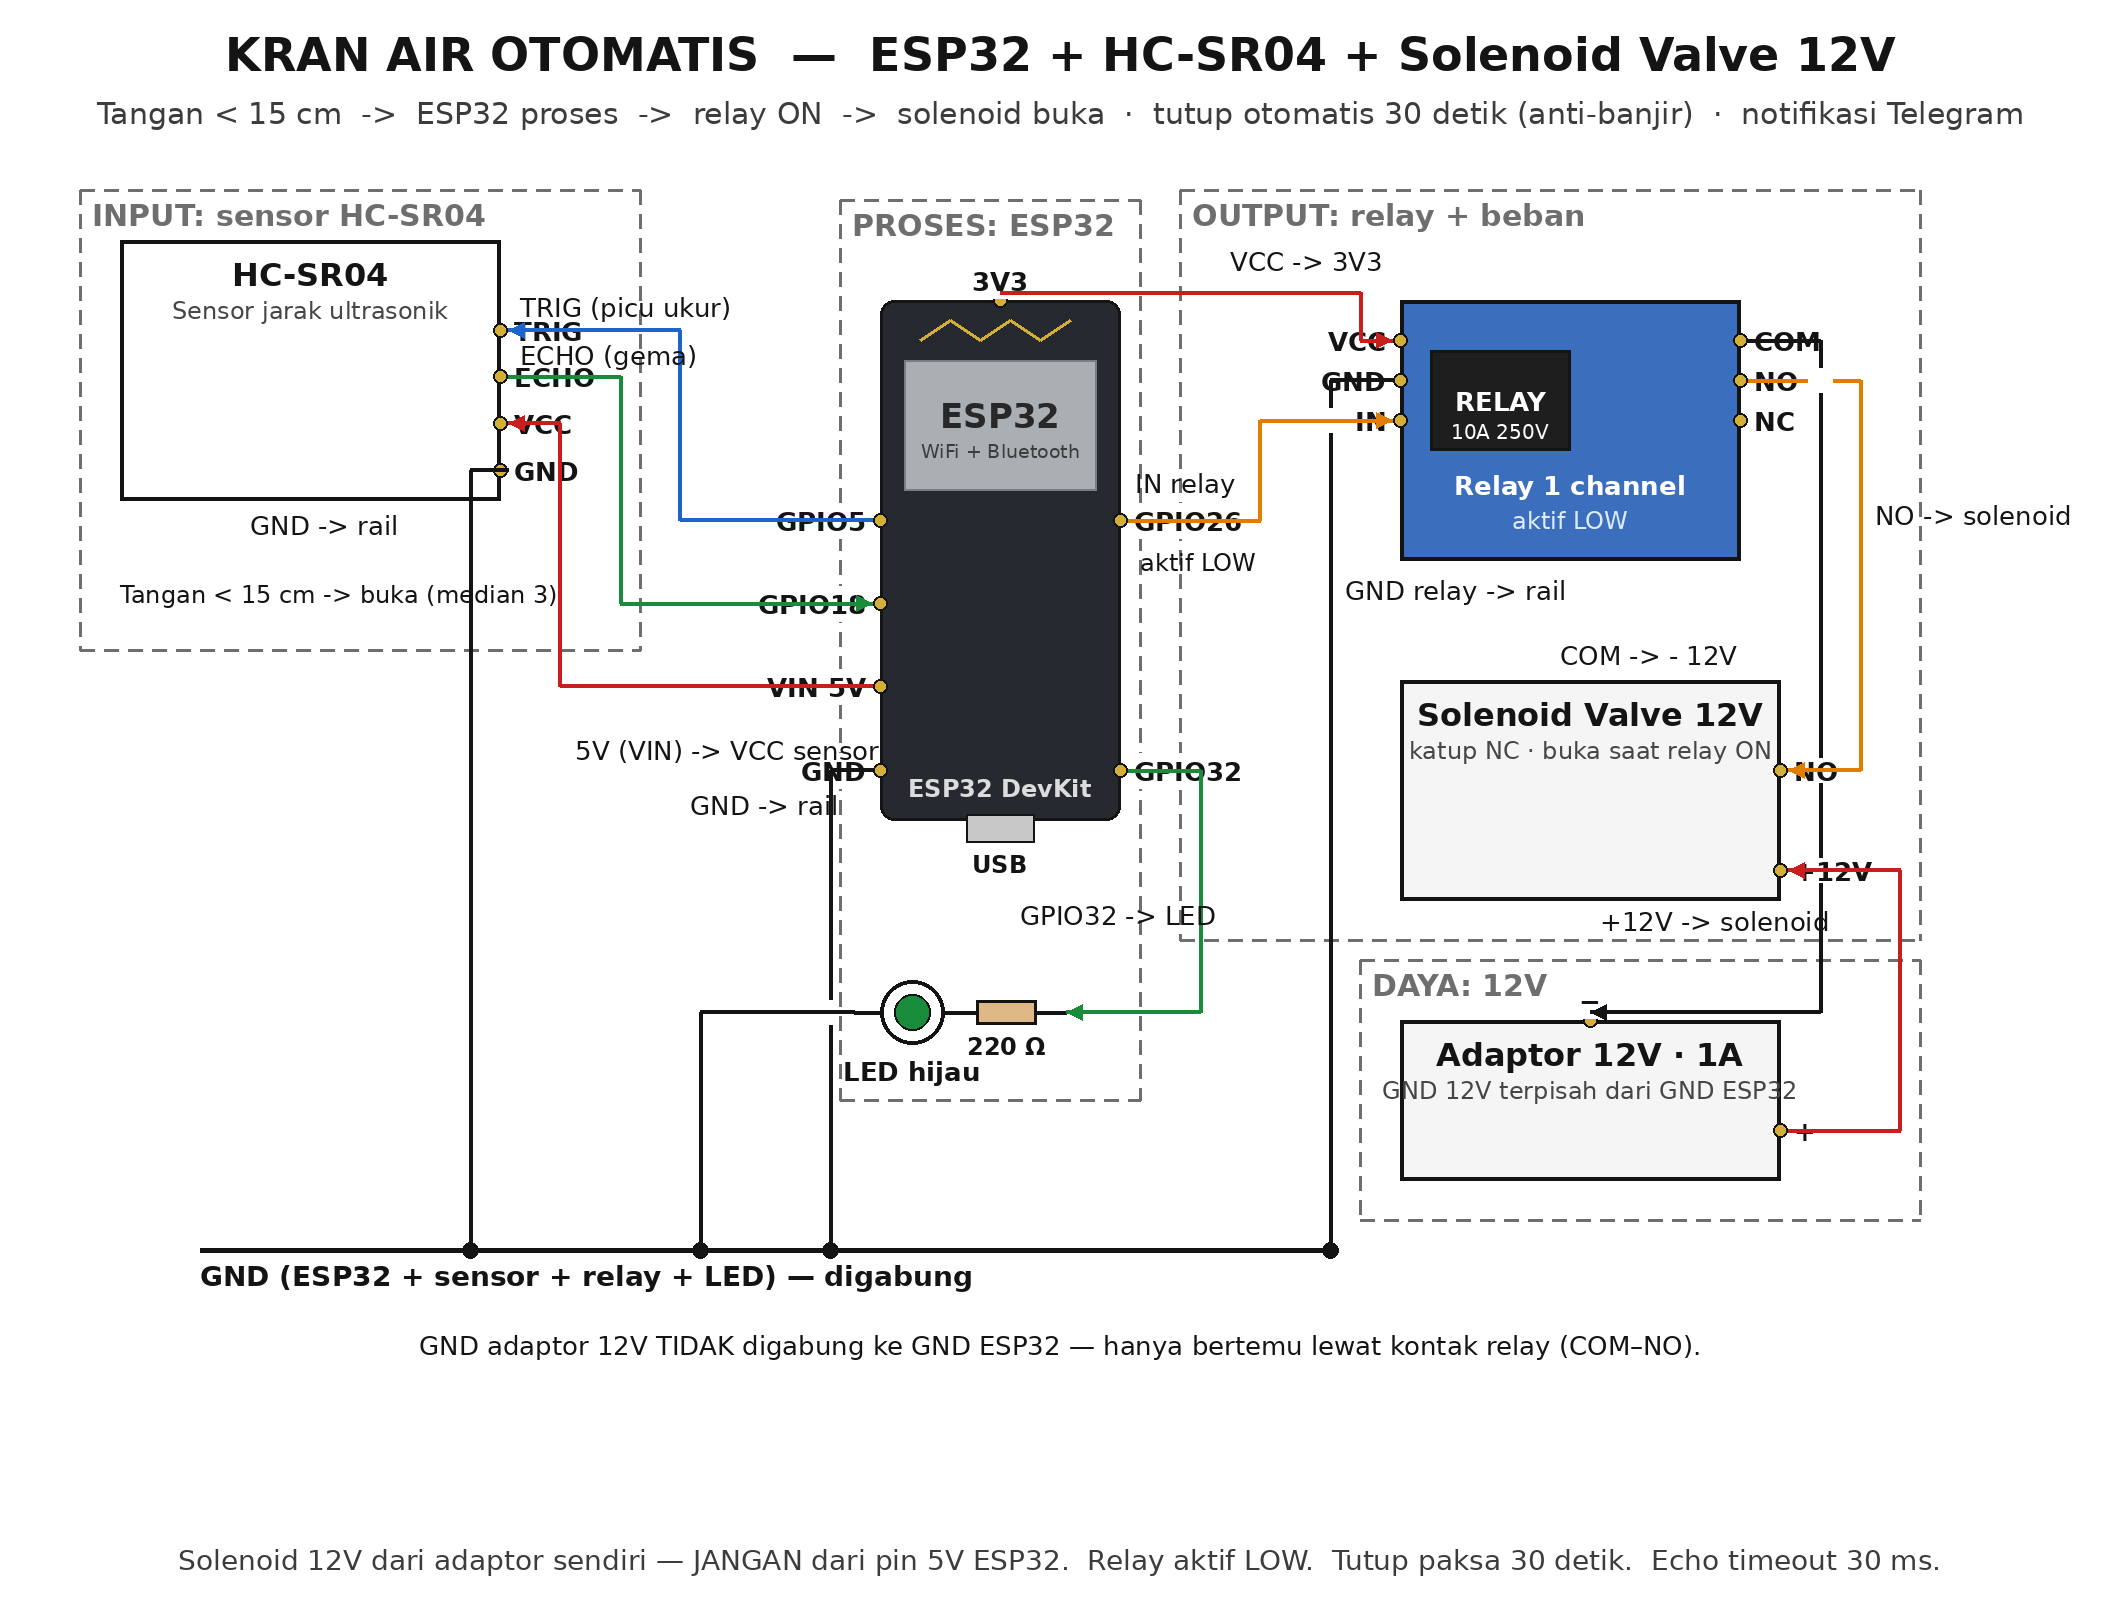 KRAN AIR OTOMATIS — ESP32 + HC-SR04 + Solenoid Valve 12V
Tangan < 15 cm -> ESP32 proses -> relay ON -> solenoid buka · tutup otomatis 30 detik (anti-banjir) · notifikasi Telegram
INPUT: sensor HC-SR04
HC-SR04
Sensor jarak ultrasonik
TRIG (picu ukur)
TRIG
ECHO (gema)
ECHO
VCC
GND
GND -> rail
Tangan < 15 cm -> buka (median 3)
PROSES: ESP32
3V3
ESP32
WiFi + Bluetooth
GPIO5
GPIO18
VIN 5V
5V (VIN) -> VCC sensor
GND
GND -> rail
IN relay
GPIO26
aktif LOW
GPIO32
ESP32 DevKit
USB
GPIO32 -> LED
220 Ω
LED hijau
OUTPUT: relay + beban
VCC -> 3V3
VCC
GND
IN
RELAY
10A 250V
Relay 1 channel
aktif LOW
COM
NO
NC
NO -> solenoid
GND relay -> rail
COM -> - 12V
Solenoid Valve 12V
katup NC · buka saat relay ON
NO
+12V
+12V -> solenoid
DAYA: 12V
−
Adaptor 12V · 1A
GND 12V terpisah dari GND ESP32
+
GND (ESP32 + sensor + relay + LED) — digabung
GND adaptor 12V TIDAK digabung ke GND ESP32 — hanya bertemu lewat kontak relay (COM–NO).
Solenoid 12V dari adaptor sendiri — JANGAN dari pin 5V ESP32. Relay aktif LOW. Tutup paksa 30 detik. Echo timeout 30 ms.